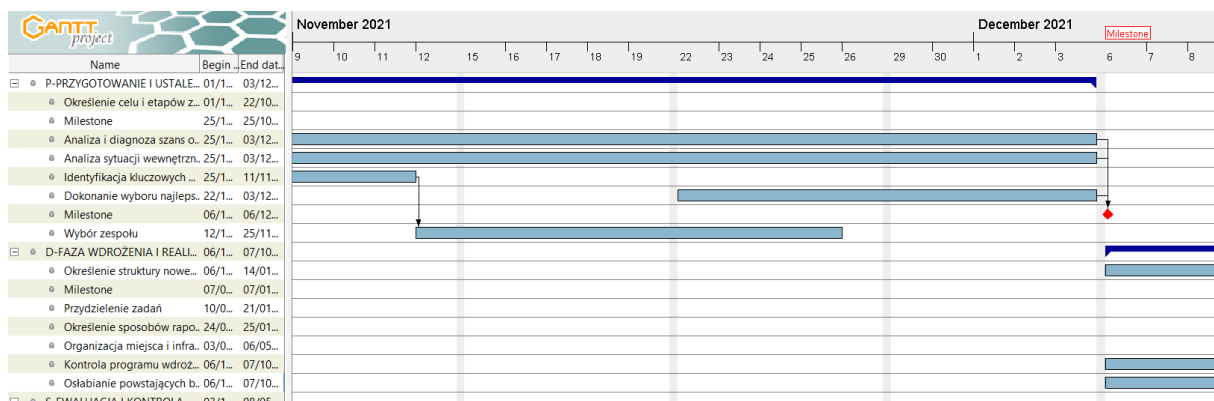 GANTT
project
November 2021
December 2021
Milestone
Name Begin ... End dat...
9 10 11 12 15 16 17 18 19 22 23 24 25 26 29 30 1 2 3 6 7 8
P-PRZYGOTOWANIE I USTALE... 01/1... 03/12...
Określenie celu i etapów z... 01/1... 22/10...
Milestone 25/1... 25/10...
Analiza i diagnoza szans o... 25/1... 03/12...
Analiza sytuacji wewnętrzn... 25/1... 03/12...
Identyfikacja kluczowych ... 25/1... 11/11...
Dokonanie wyboru najleps... 22/1... 03/12...
Milestone 06/1... 06/12...
Wybór zespołu 12/1... 25/11...
D-FAZA WDROŻENIA I REALI... 06/1... 07/10...
Określenie struktury nowe... 06/1... 14/01...
Milestone 07/0... 07/01...
Przydzielenie zadań 10/0... 21/01...
Określenie sposobów rapo... 24/0... 25/01...
Organizacja miejsca i infra... 03/0... 06/05...
Kontrola programu wdroż... 06/1... 07/10...
Osłabianie powstających b... 06/1... 07/10...